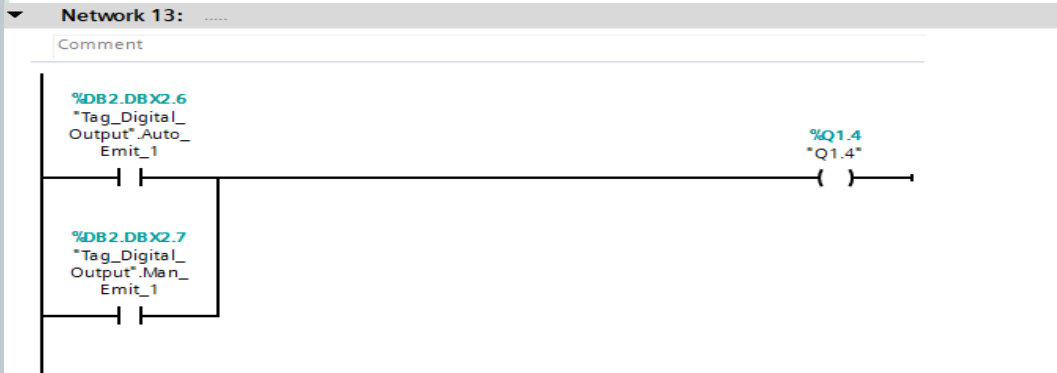 Network 13: .....
Comment
%DB2.DBX2.6
"Tag_Digital_
Output".Auto_
Emit_1
%Q1.4
"Q1.4"
%DB2.DBX2.7
"Tag_Digital_
Output".Man_
Emit_1